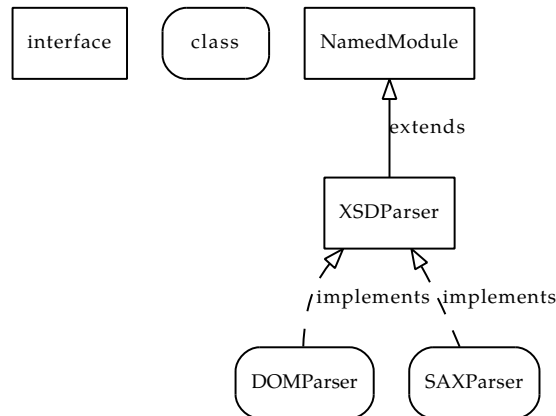 interface
class
NamedModule
extends
XSDParser
implements
implements
DOMParser
SAXParser